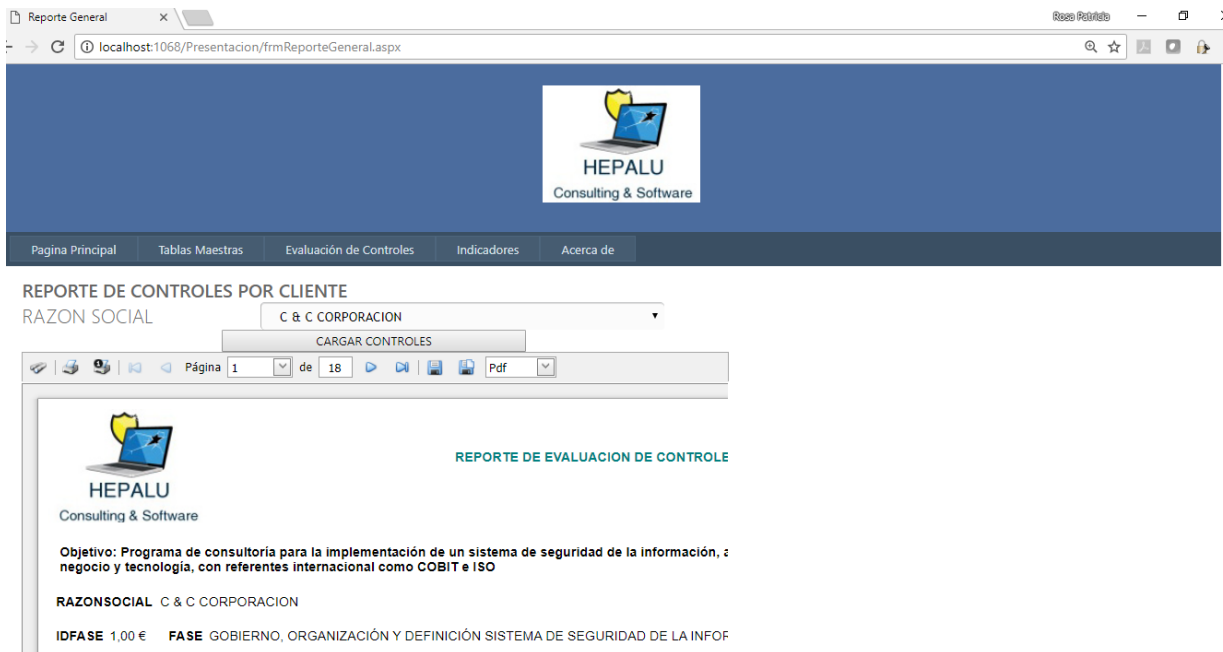 Reporte General
Rosa Patricia
localhost:1068/Presentacion/frmReporteGeneral.aspx
HEPALU
Consulting & Software
Pagina Principal Tablas Maestras Evaluación de Controles Indicadores Acerca de
REPORTE DE CONTROLES POR CLIENTE
RAZON SOCIAL C & C CORPORACION
CARGAR CONTROLES
Página 1 de 18 Pdf
HEPALU
Consulting & Software
REPORTE DE EVALUACION DE CONTROLE
Objetivo: Programa de consultoría para la implementación de un sistema de seguridad de la información, a
negocio y tecnología, con referentes internacional como COBIT e ISO
RAZONSOCIAL C & C CORPORACION
IDFASE 1,00 € FASE GOBIERNO, ORGANIZACIÓN Y DEFINICIÓN SISTEMA DE SEGURIDAD DE LA INFOR